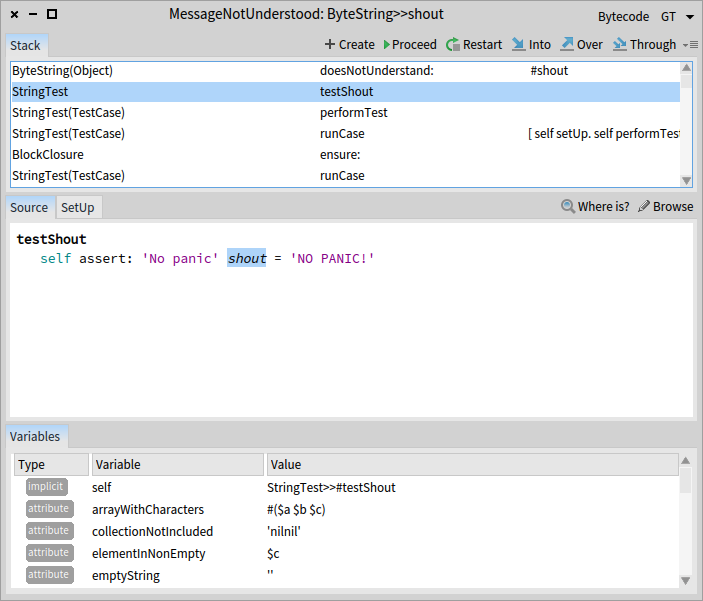 MessageNotUnderstood: ByteString>>shout
Bytecode GT
Stack
Create Proceed Restart Into Over Through
ByteString(Object) doesNotUnderstand: #shout
StringTest testShout
StringTest(TestCase) performTest
StringTest(TestCase) runCase [ self setUp. self performTes
BlockClosure ensure:
StringTest(TestCase) runCase
Source SetUp
Where is? Browse
testShout
self assert: 'No panic' shout = 'NO PANIC!'
Variables
Type Variable Value
implicit self StringTest>>#testShout
attribute arrayWithCharacters #($a $b $c)
attribute collectionNotIncluded 'nilnil'
attribute elementInNonEmpty $c
attribute emptyString ''